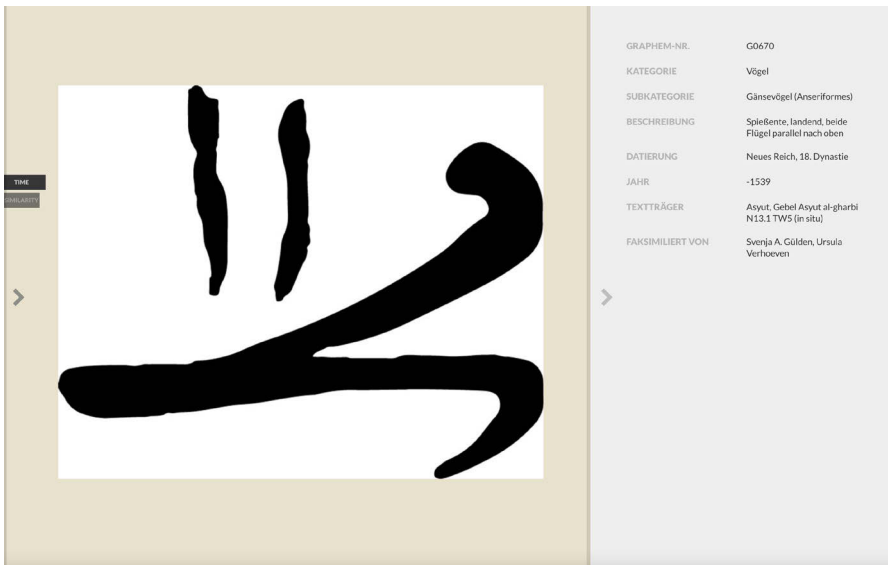 TIME
SIMILARITY
GRAPHEM-NR. G0670
KATEGORIE Vögel
SUBKATEGORIE Gänsevögel (Anseriformes)
BESCHREIBUNG Spießente, landend, beide
Flügel parallel nach oben
DATIERUNG Neues Reich, 18. Dynastie
JAHR -1539
TEXTTRÄGER Asyut, Gebel Asyut al-gharbi
N13.1 TW5 (in situ)
FAKSIMILIERT VON Svenja A. Gülden, Ursula
Verhoeven